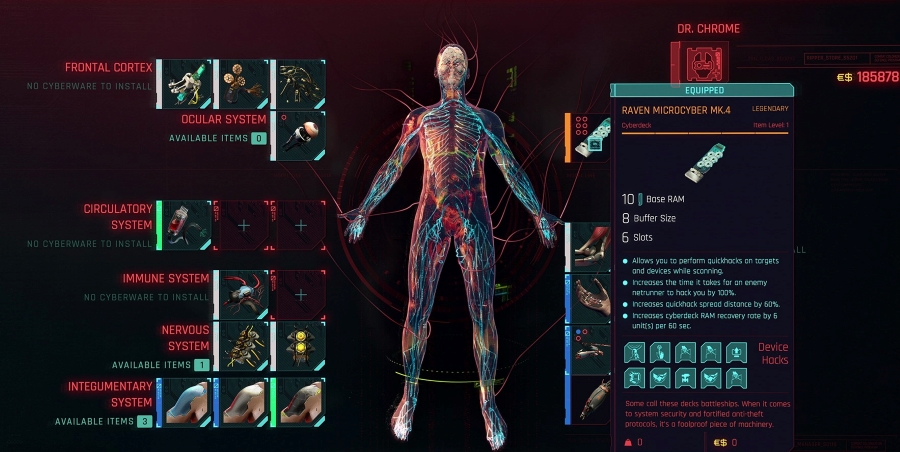 DR. CHROME
FRONTAL CORTEX
NO CYBERWARE TO INSTALL
OCULAR SYSTEM
AVAILABLE ITEMS 0
CIRCULATORY
SYSTEM
NO CYBERWARE TO INSTALL
IMMUNE SYSTEM
NO CYBERWARE TO INSTALL
NERVOUS
SYSTEM
AVAILABLE ITEMS 1
INTEGUMENTARY
SYSTEM
AVAILABLE ITEMS 3
€$ 185878
EQUIPPED
RAVEN MICROCYBER MK.4 LEGENDARY
Cyberdeck Item Level 1
10 Base RAM
8 Buffer Size
6 Slots
Allows you to perform quickhacks on targets
and devices while scanning.
Increases the time it takes for an enemy
netrunner to hack you by 100%.
Increases quickhack spread distance by 60%.
Increases cyberdeck RAM recovery rate by 6
unit(s) per 60 sec.
Device
Hacks
Some call these decks battleships. When it comes
to system security and fortified anti-theft
protocols, it's a foolproof piece of machinery.
0 €$ 0
LL